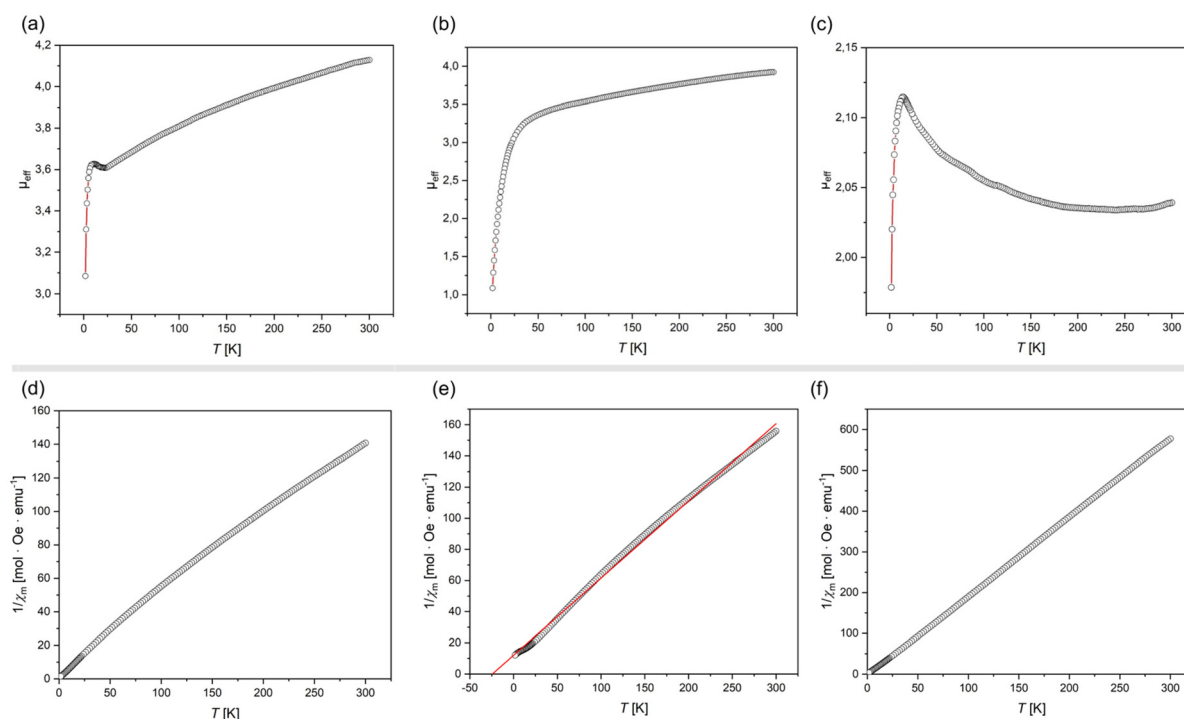 (a)
4,2
4,0
3,8
3,6
3,4
3,2
3,0
μeff
0 50 100 150 200 250 300
T [K]
(b)
4,0
3,5
3,0
2,5
2,0
1,5
1,0
μeff
0 50 100 150 200 250 300
T [K]
(c)
2,15
2,10
2,05
2,00
μeff
0 50 100 150 200 250 300
T [K]
(d)
160
140
120
100
80
60
40
20
0
1/χm [mol · Oe · emu⁻¹]
0 50 100 150 200 250 300
T [K]
(e)
160
140
120
100
80
60
40
20
0
1/χm [mol · Oe · emu⁻¹]
-50 0 50 100 150 200 250 300
T [K]
(f)
600
500
400
300
200
100
0
1/χm [mol · Oe · emu⁻¹]
0 50 100 150 200 250 300
T [K]